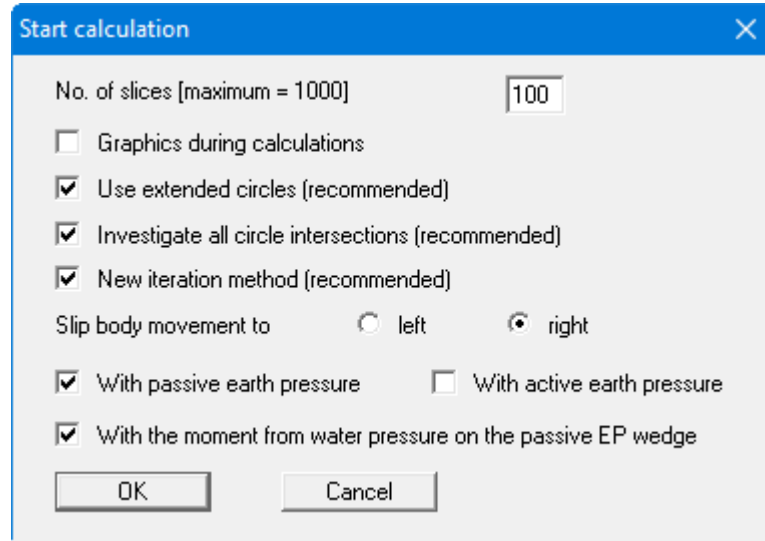 Start calculation
No. of slices [maximum = 1000] 100
Graphics during calculations
Use extended circles (recommended)
Investigate all circle intersections (recommended)
New iteration method (recommended)
Slip body movement to left right
With passive earth pressure With active earth pressure
With the moment from water pressure on the passive EP wedge
OK Cancel